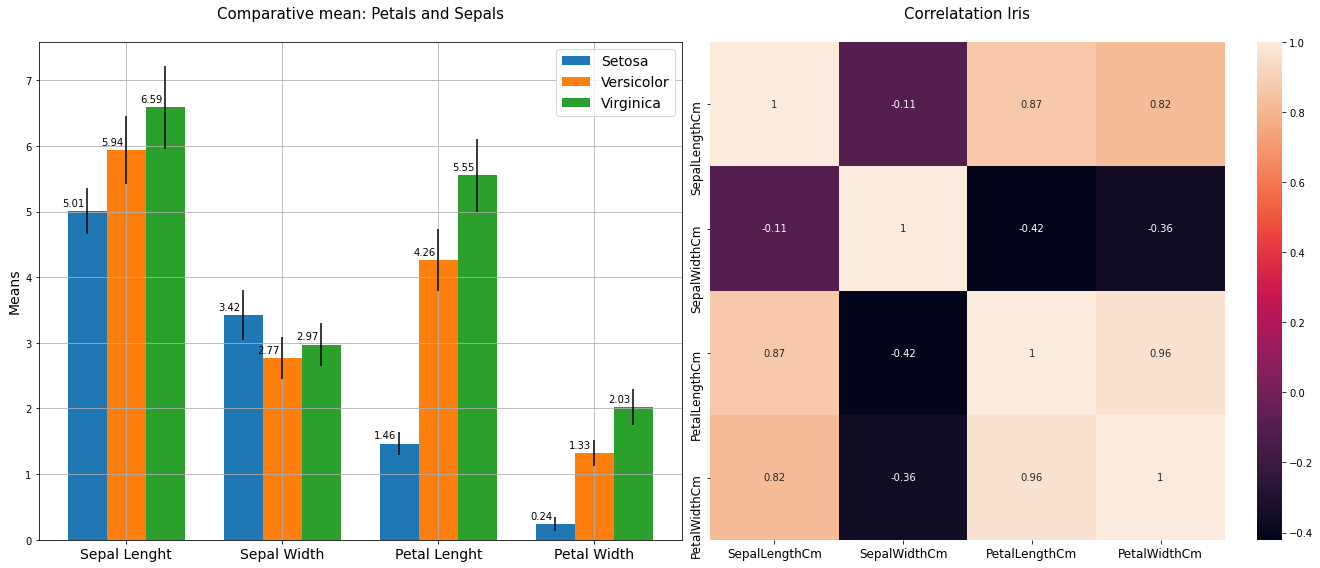 Comparative mean: Petals and Sepals
Means
7
6
5
4
3
2
1
0
Setosa
Versicolor
Virginica
5.01
5.94
6.59
3.42
2.77
2.97
1.46
4.26
5.55
0.24
1.33
2.03
Sepal Lenght
Sepal Width
Petal Lenght
Petal Width
Correlatation Iris
SepalLengthCm
1
-0.11
0.87
0.82
SepalWidthCm
-0.11
1
-0.42
-0.36
PetalLengthCm
0.87
-0.42
1
0.96
PetalWidthCm
0.82
-0.36
0.96
1
SepalLengthCm
SepalWidthCm
PetalLengthCm
PetalWidthCm
1.0
0.8
0.6
0.4
0.2
0.0
-0.2
-0.4